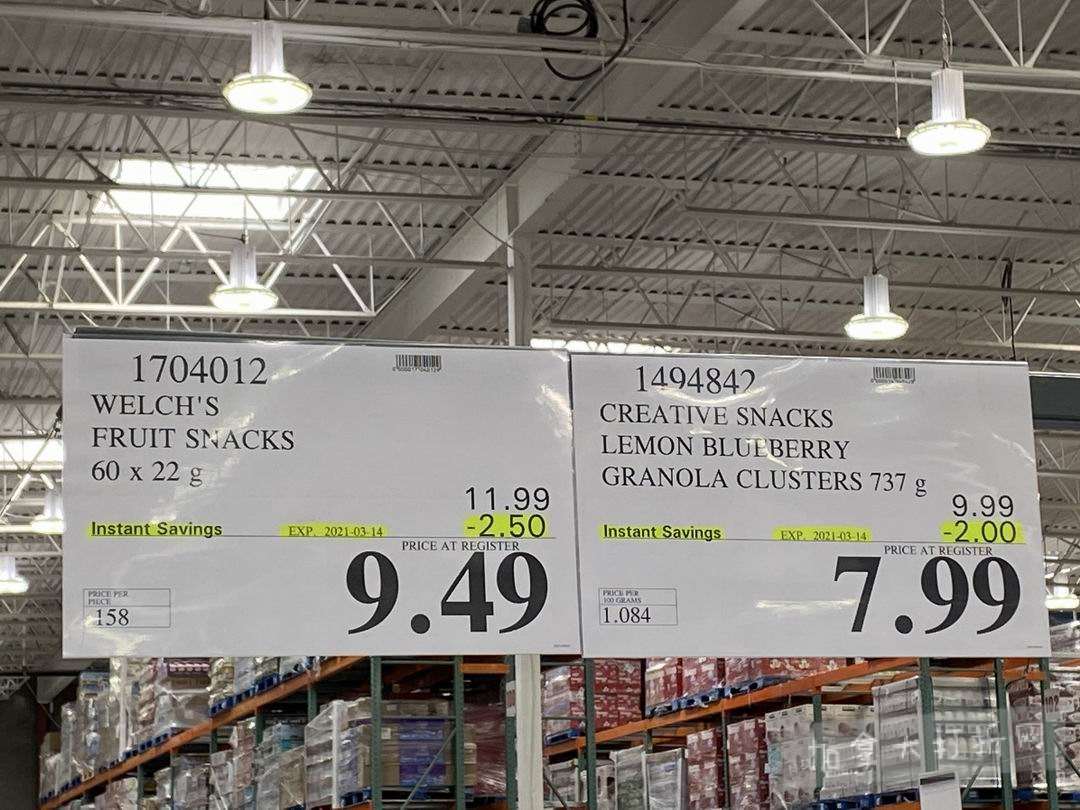 1704012
WELCH'S
FRUIT SNACKS
60 x 22 g
11.99
Instant Savings EXP. 2021-03-14 -2.50
PRICE AT REGISTER
9.49
PRICE PER
PIECE
158
1494842
CREATIVE SNACKS
LEMON BLUEBERRY
GRANOLA CLUSTERS 737 g
9.99
Instant Savings EXP. 2021-03-14 -2.00
PRICE AT REGISTER
7.99
PRICE PER
100 GRAMS
1.084
加拿大打折